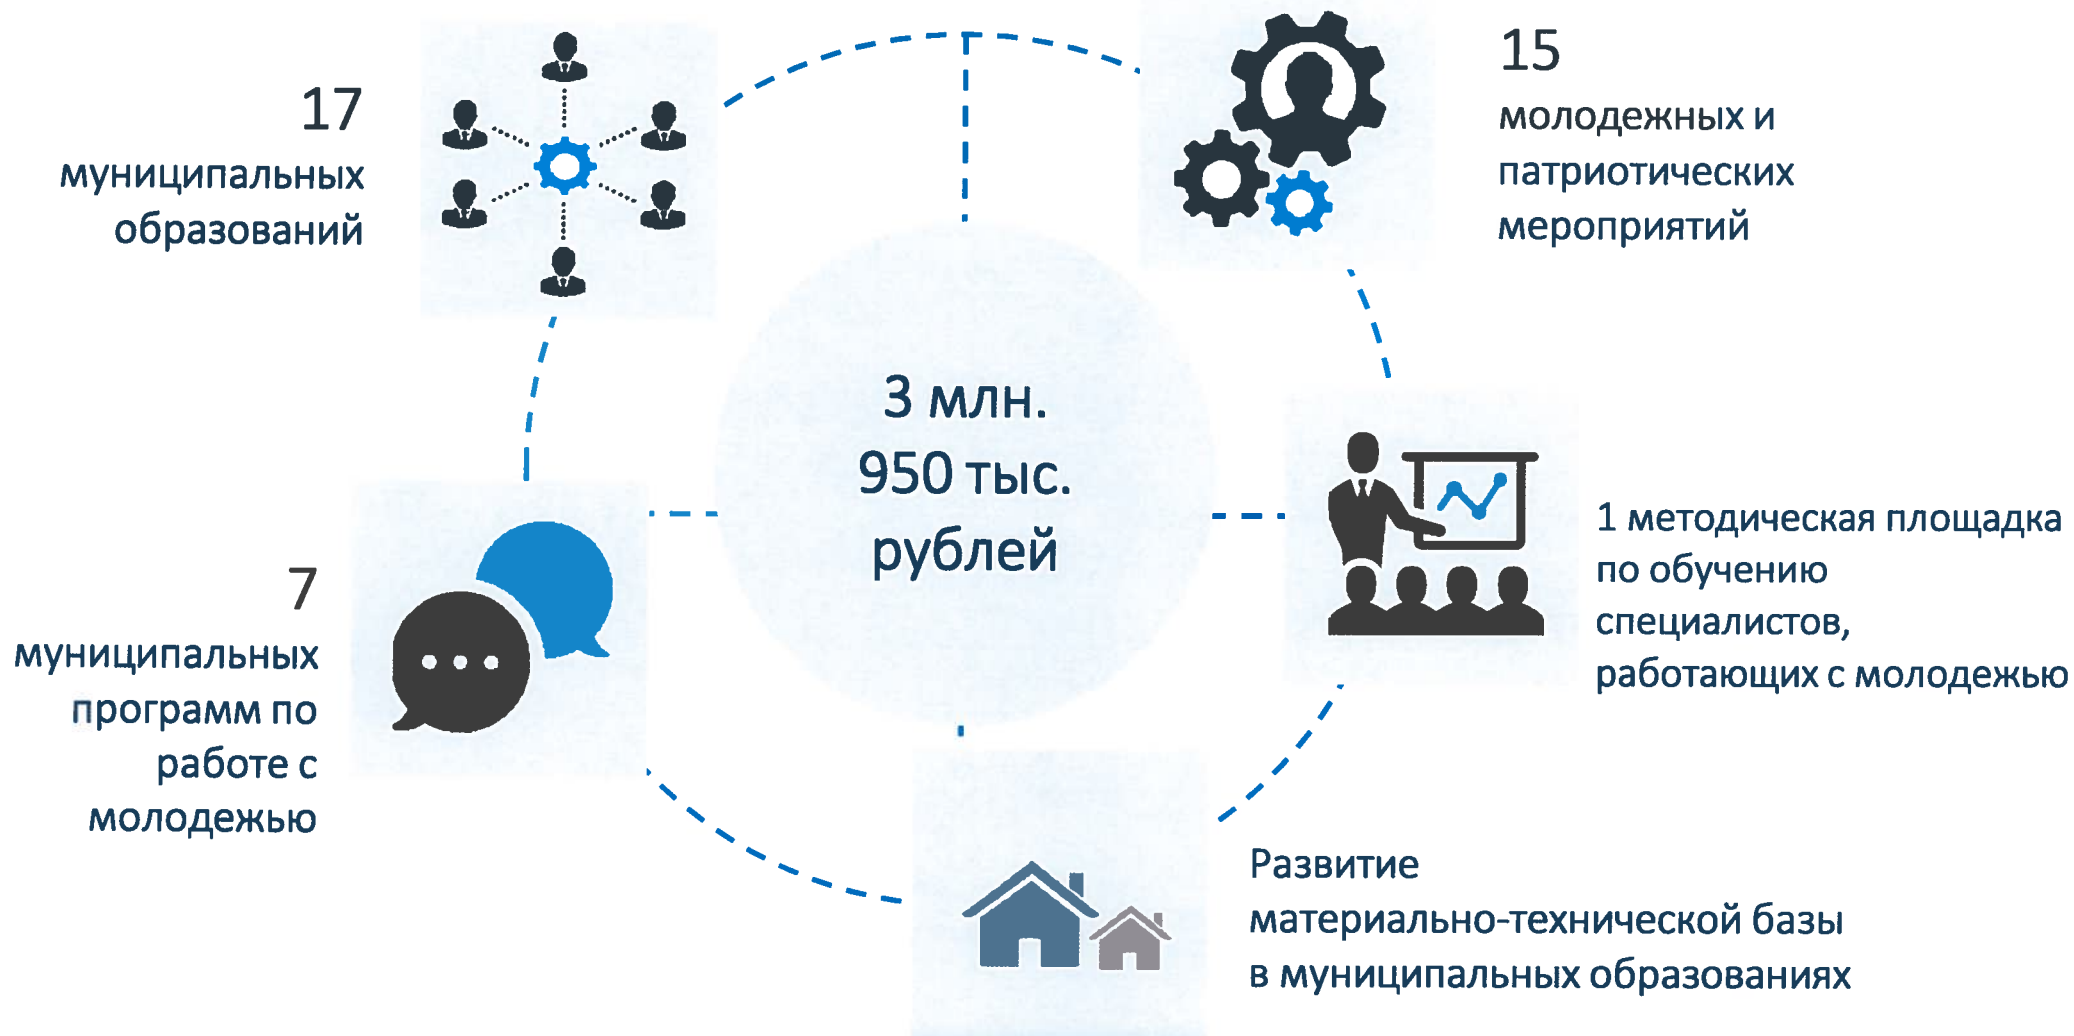 17
муниципальных
образований
15
молодежных и
патриотических
мероприятий
3 млн.
950 тыс.
рублей
1 методическая площадка
по обучению
специалистов,
работающих с молодежью
7
муниципальных
программ по
работе с
молодежью
Развитие
материально-технической базы
в муниципальных образованиях